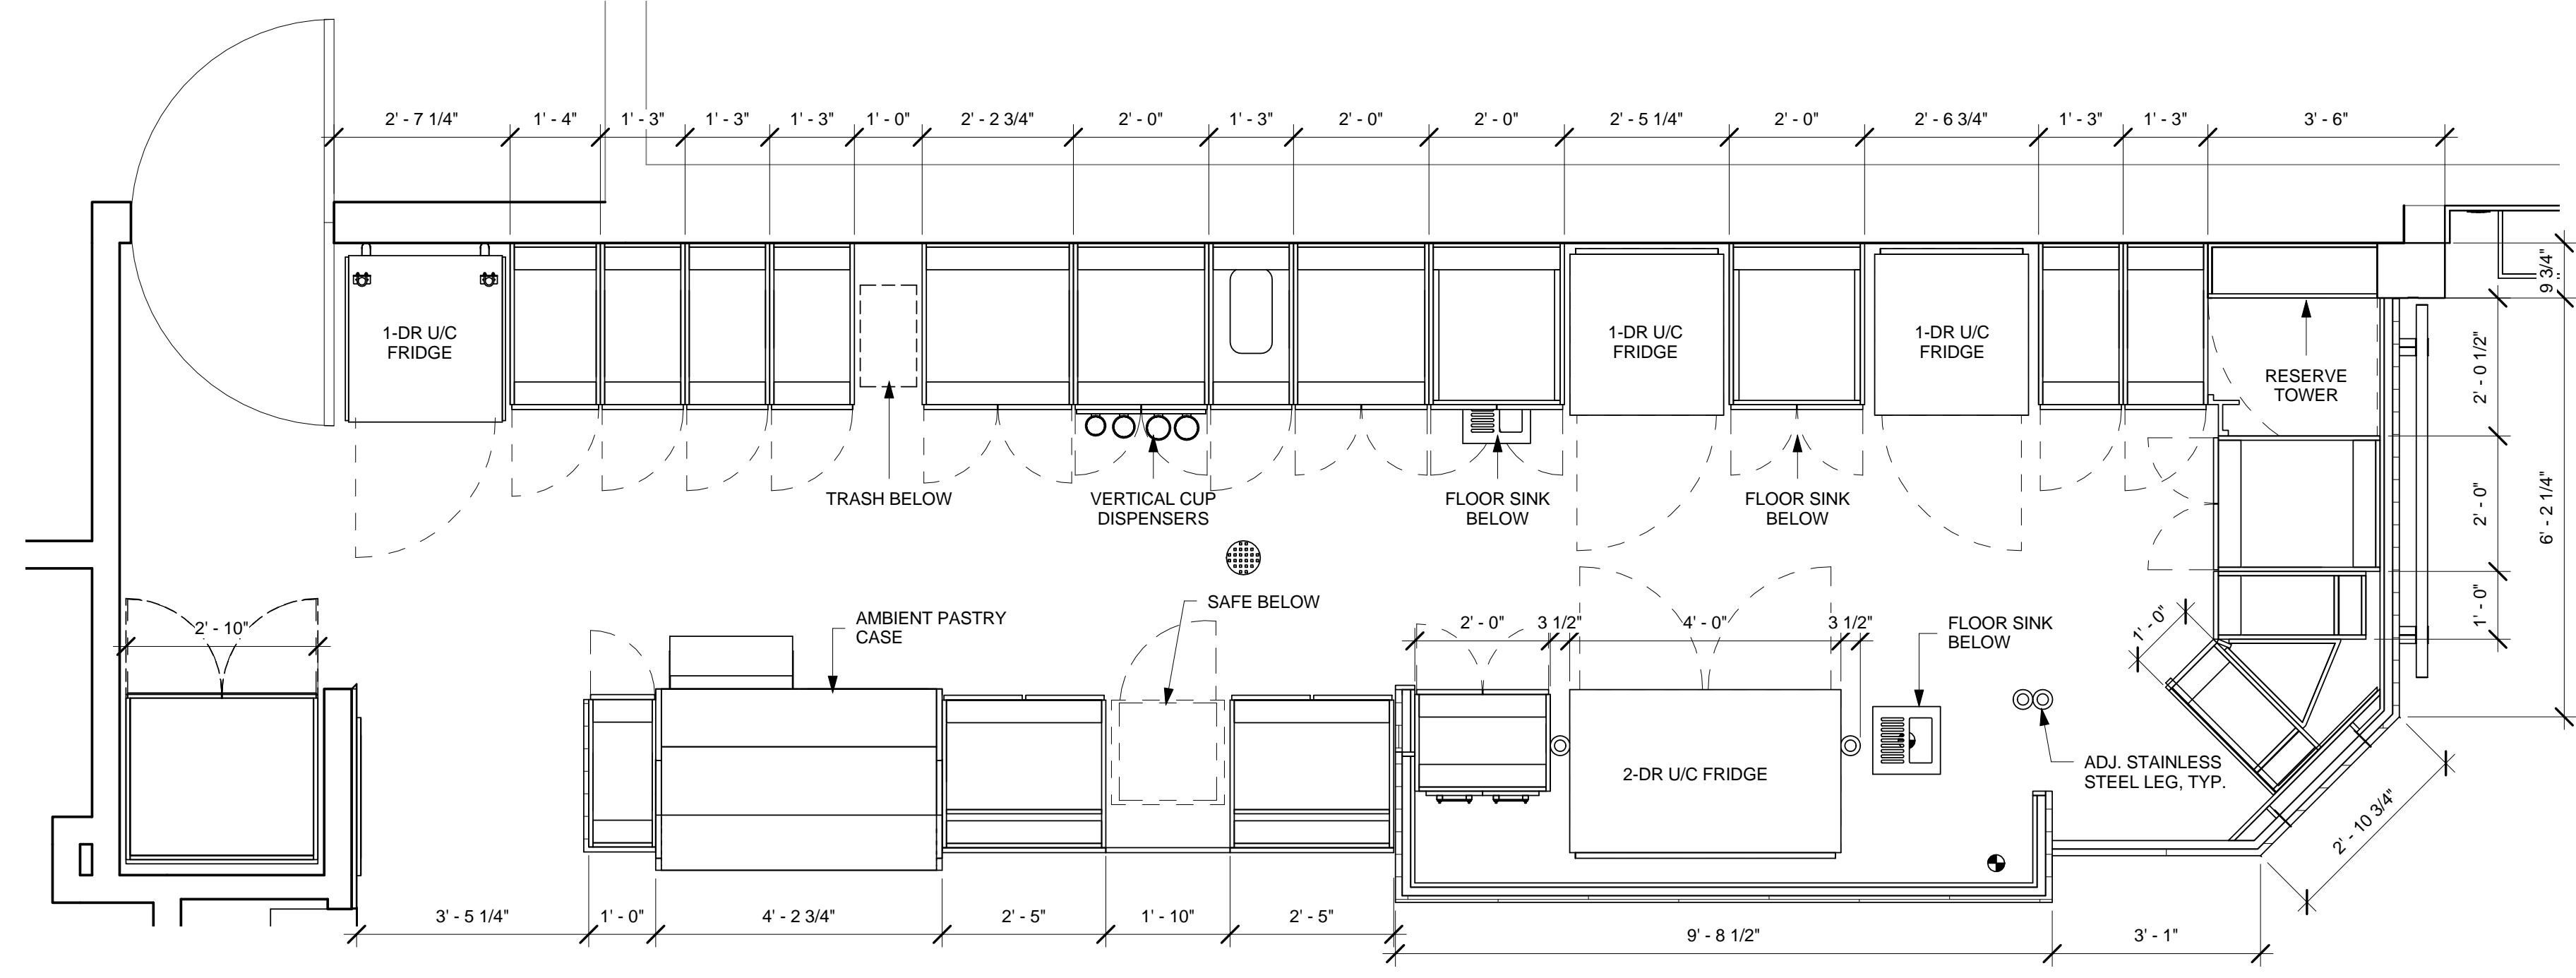 2' - 7 1/4"
1' - 4"
1' - 3"
1' - 3"
1' - 3"
1' - 0"
2' - 2 3/4"
2' - 0"
1' - 3"
2' - 0"
2' - 0"
2' - 5 1/4"
2' - 0"
2' - 6 3/4"
1' - 3"
1' - 3"
3' - 6"
9 3/4"
1-DR U/C
FRIDGE
1-DR U/C
FRIDGE
1-DR U/C
FRIDGE
RESERVE
TOWER
2' - 0 1/2"
TRASH BELOW
VERTICAL CUP
DISPENSERS
FLOOR SINK
BELOW
FLOOR SINK
BELOW
2' - 0"
6' - 2 1/4"
2' - 10"
AMBIENT PASTRY
CASE
SAFE BELOW
2' - 0"
3 1/2"
4' - 0"
3 1/2"
FLOOR SINK
BELOW
1' - 0"
1' - 0"
2-DR U/C FRIDGE
ADJ. STAINLESS
STEEL LEG, TYP.
2' - 10 3/4"
3' - 5 1/4"
1' - 0"
4' - 2 3/4"
2' - 5"
1' - 10"
2' - 5"
9' - 8 1/2"
3' - 1"